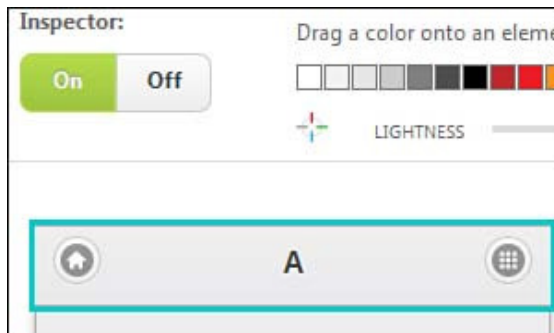 Inspector:
Drag a color onto an eleme
On Off
LIGHTNESS
A